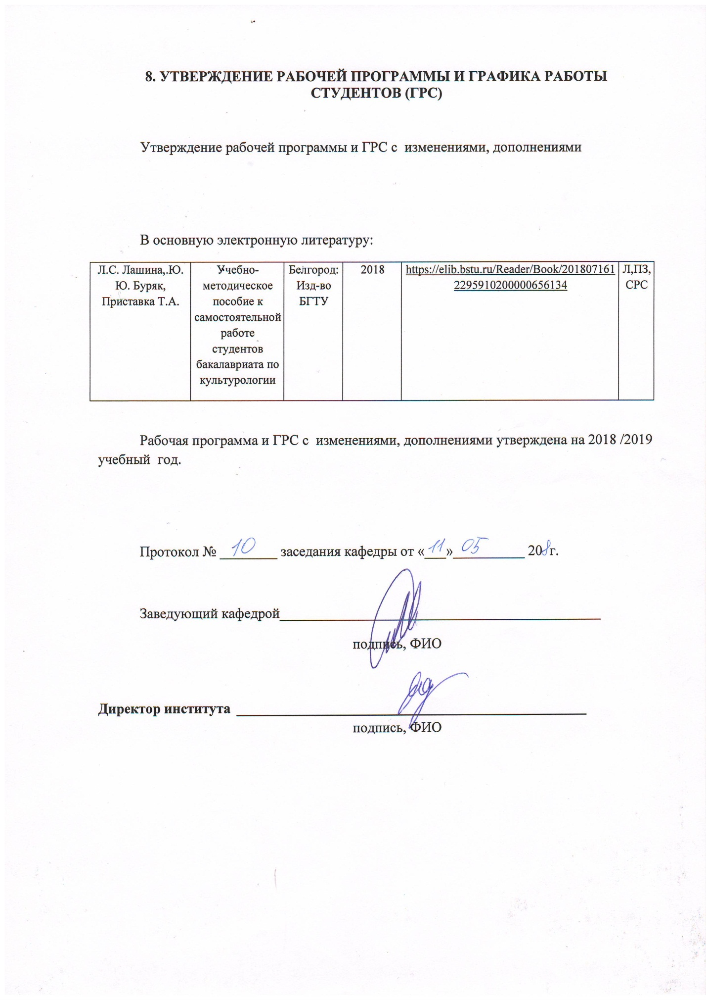 8. УТВЕРЖДЕНИЕ РАБОЧЕЙ ПРОГРАММЫ И ГРАФИКА РАБОТЫ
СТУДЕНТОВ (ГРС)
Утверждение рабочей программы и ГРС с изменениями, дополнениями
В основную электронную литературу:
Л.С. Лашина,.Ю.
Ю. Буряк,
Приставка Т.А.
Учебно-
методическое
пособие к
самостоятельной
работе
студентов
бакалавриата по
культурологии
Белгород:
Изд-во
БГТУ
2018
https://elib.bstu.ru/Reader/Book/201807161
2295910200000656134
Л,ПЗ,
СРС
Рабочая программа и ГРС с изменениями, дополнениями утверждена на 2018 /2019
учебный год.
Протокол № 10 заседания кафедры от «11» 05 208г.
Заведующий кафедрой
подпись, ФИО
Директор института
подпись, ФИО